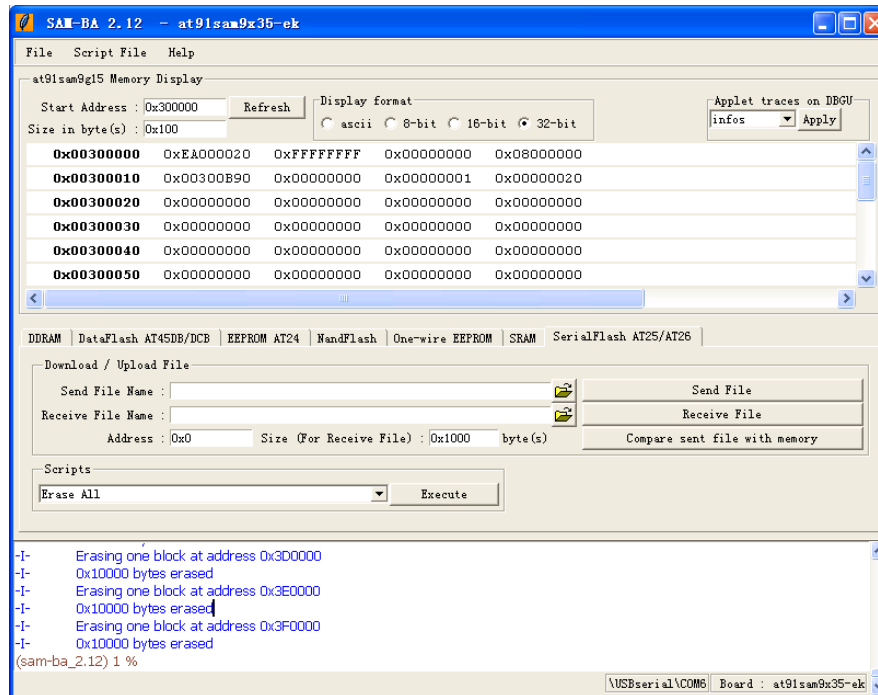 SAM-BA 2.12 - at91sam9x35-ek
File Script File Help
at91sam9g15 Memory Display
Start Address : 0x300000 Refresh
Size in byte(s) : 0x100
Display format
ascii 8-bit 16-bit 32-bit
Applet traces on DBGU
infos Apply
0x00300000 0xEA000020 0xFFFFFFFF 0x00000000 0x08000000
0x00300010 0x00300B90 0x00000000 0x00000001 0x00000020
0x00300020 0x00000000 0x00000000 0x00000000 0x00000000
0x00300030 0x00000000 0x00000000 0x00000000 0x00000000
0x00300040 0x00000000 0x00000000 0x00000000 0x00000000
0x00300050 0x00000000 0x00000000 0x00000000 0x00000000
DDRAM DataFlash AT45DB/DCB EEPROM AT24 NandFlash One-wire EEPROM SRAM SerialFlash AT25/AT26
Download / Upload File
Send File Name : Send File
Receive File Name : Receive File
Address : 0x0 Size (For Receive File) : 0x1000 byte(s) Compare sent file with memory
Scripts
Erase All Execute
-I- Erasing one block at address 0x3D0000
-I- 0x10000 bytes erased
-I- Erasing one block at address 0x3E0000
-I- 0x10000 bytes erased
-I- Erasing one block at address 0x3F0000
-I- 0x10000 bytes erased
(sam-ba_2.12) 1 %
\USBserial\COM6 Board : at91sam9x35-ek